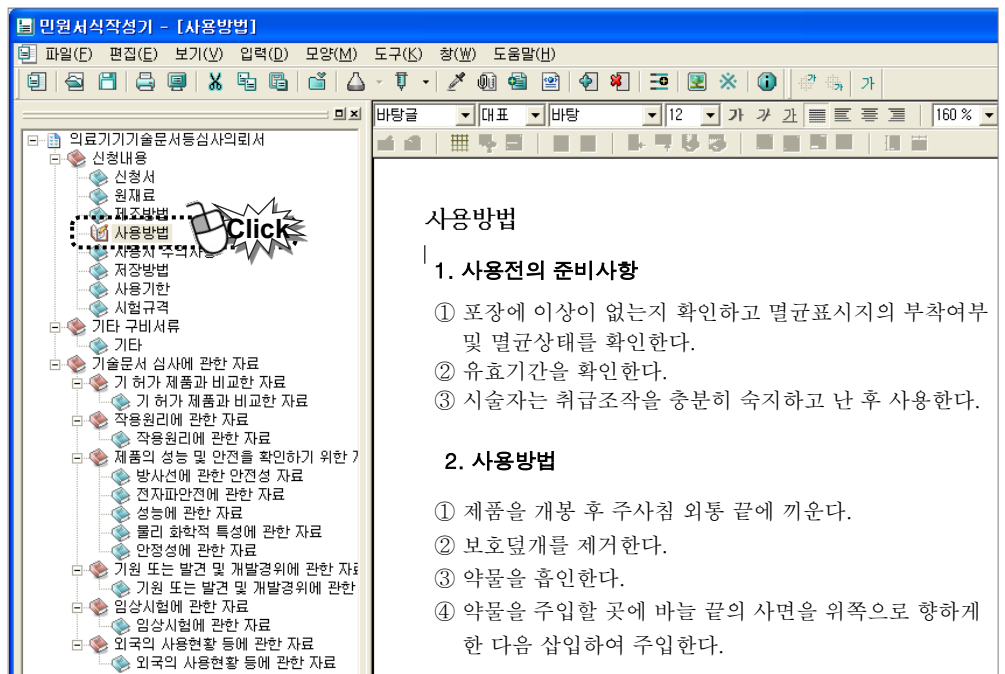 민원서식작성기 - [사용방법]
파일(F) 편집(E) 보기(V) 입력(D) 모양(M) 도구(K) 창(W) 도움말(H)
가
바탕글 대표 바탕 12 가 가 가 160 %
의료기기기술문서등심사의뢰서
신청내용
신청서
원재료
제조방법
사용방법
Click
사용시 주의사항
저장방법
사용기한
시험규격
기타 구비서류
기타
기술문서 심사에 관한 자료
기 허가 제품과 비교한 자료
기 허가 제품과 비교한 자료
작용원리에 관한 자료
작용원리에 관한 자료
제품의 성능 및 안전을 확인하기 위한
방사선에 관한 안전성 자료
전자파안전에 관한 자료
성능에 관한 자료
물리 화학적 특성에 관한 자료
안정성에 관한 자료
기원 또는 발견 및 개발경위에 관한 자료
기원 또는 발견 및 개발경위에 관한
임상시험에 관한 자료
임상시험에 관한 자료
외국의 사용현황 등에 관한 자료
외국의 사용현황 등에 관한 자료
사용방법
1. 사용전의 준비사항
① 포장에 이상이 없는지 확인하고 멸균표시지의 부착여부
및 멸균상태를 확인한다.
② 유효기간을 확인한다.
③ 시술자는 취급조작을 충분히 숙지하고 난 후 사용한다.
2. 사용방법
① 제품을 개봉 후 주사침 외통 끝에 끼운다.
② 보호덮개를 제거한다.
③ 약물을 흡인한다.
④ 약물을 주입할 곳에 바늘 끝의 사면을 위쪽으로 향하게
한 다음 삽입하여 주입한다.